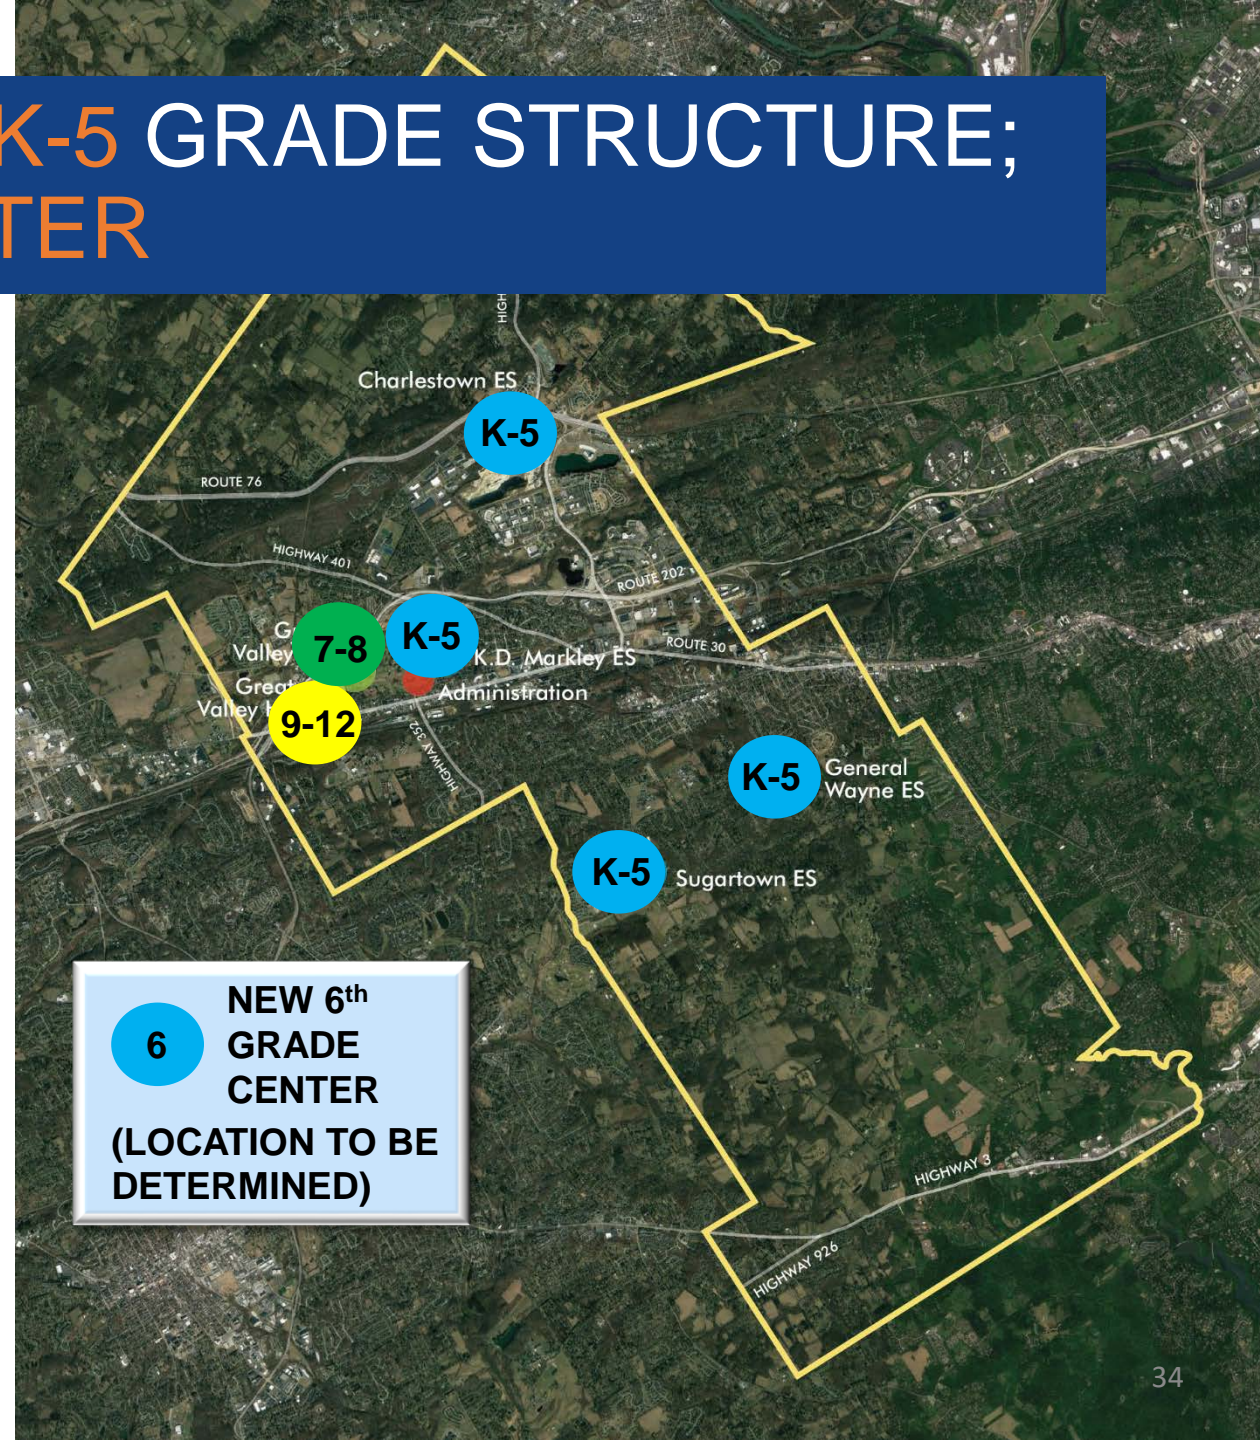 K-5 GRADE STRUCTURE;
TER
HIGH
Charlestown ES
K-5
ROUTE 76
HIGHWAY 401
ROUTE 202
G
Valley
7-8
K-5
K.D. Markley ES
ROUTE 30
Great
Valley H
9-12
Administration
HIGHWAY 352
K-5
General
Wayne ES
K-5
Sugartown ES
6
NEW 6th
GRADE
CENTER
(LOCATION TO BE
DETERMINED)
HIGHWAY 3
HIGHWAY 926
34